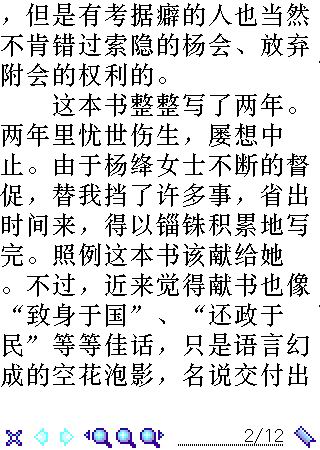 ，但是有考据癖的人也当然
不肯错过索隐的杨会、放弃
附会的权利的。
这本书整整写了两年。
两年里忧世伤生，屡想中
止。由于杨绛女士不断的督
促，替我挡了许多事，省出
时间来，得以锱铢积累地写
完。照例这本书该献给她
。不过，近来觉得献书也像
“致身于国”、“还政于
民”等等佳话，只是语言幻
成的空花泡影，名说交付出
2/12